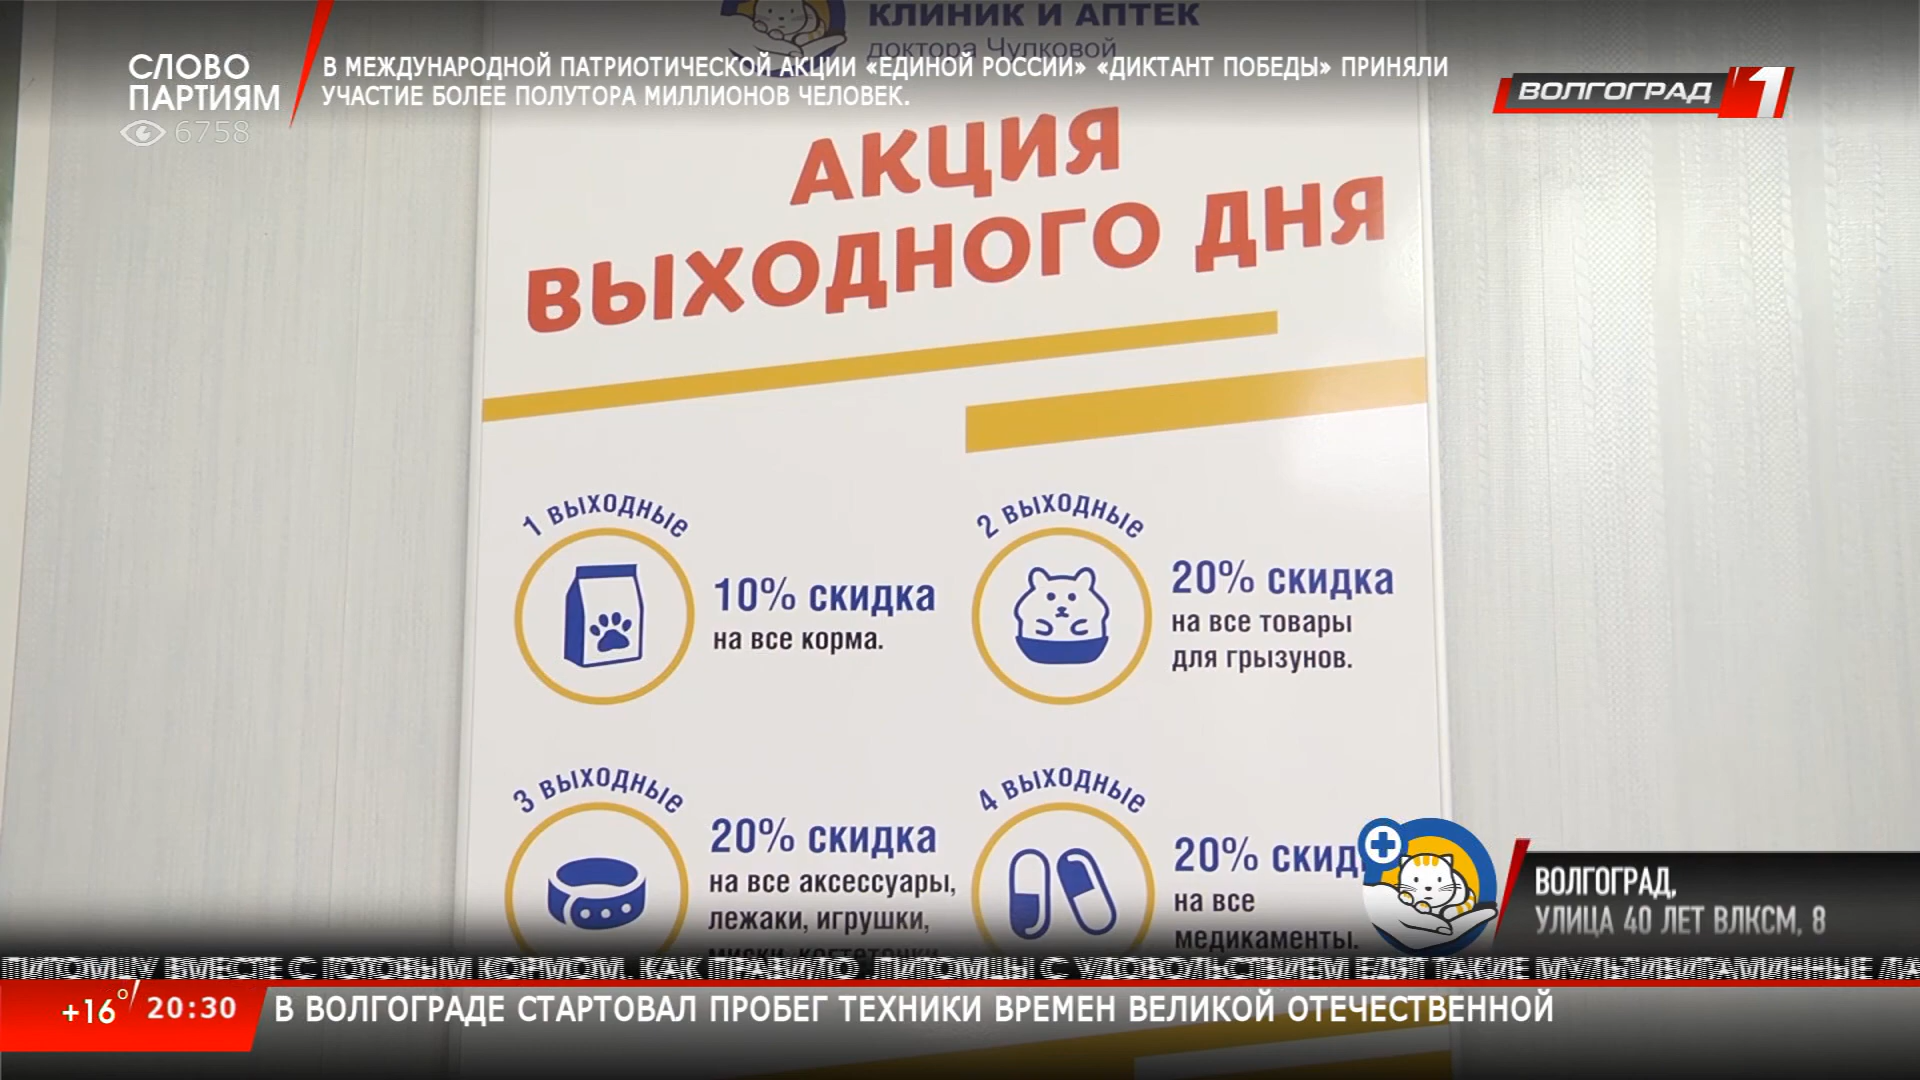 КЛИНИК И АПТЕК
доктора Чулковой
СЛОВО
ПАРТИЯМ
6758
В МЕЖДУНАРОДНОЙ ПАТРИОТИЧЕСКОЙ АКЦИИ «ЕДИНОЙ РОССИИ» «ДИКТАНТ ПОБЕДЫ» ПРИНЯЛИ
УЧАСТИЕ БОЛЕЕ ПОЛУТОРА МИЛЛИОНОВ ЧЕЛОВЕК.
ВОЛГОГРАД 1
АКЦИЯ
ВЫХОДНОГО ДНЯ
1 выходные
10% скидка
на все корма.
2 выходные
20% скидка
на все товары
для грызунов.
3 выходные
20% скидка
на все аксессуары,
лежаки, игрушки,
миски, когтеточки
4 выходные
20% скид
на все
медикаменты.
ВОЛГОГРАД,
УЛИЦА 40 ЛЕТ ВЛКСМ, 8
ПИТОМЦУ ВМЕСТЕ С ГОТОВЫМ КОРМОМ. КАК ПРАВИЛО ,ПИТОМЦЫ С УДОВОЛЬСТВИЕМ ЕДЯТ ТАКИЕ МУЛЬТИВИТАМИННЫЕ ЛА
+16° 20:30
В ВОЛГОГРАДЕ СТАРТОВАЛ ПРОБЕГ ТЕХНИКИ ВРЕМЕН ВЕЛИКОЙ ОТЕЧЕСТВЕННОЙ